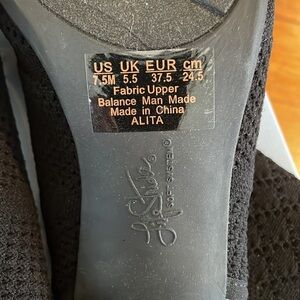 US UK EUR cm
7.5M 5.5 37.5 24.5
Fabric Upper
Balance Man Made
Made in China
ALITA
LifeStride